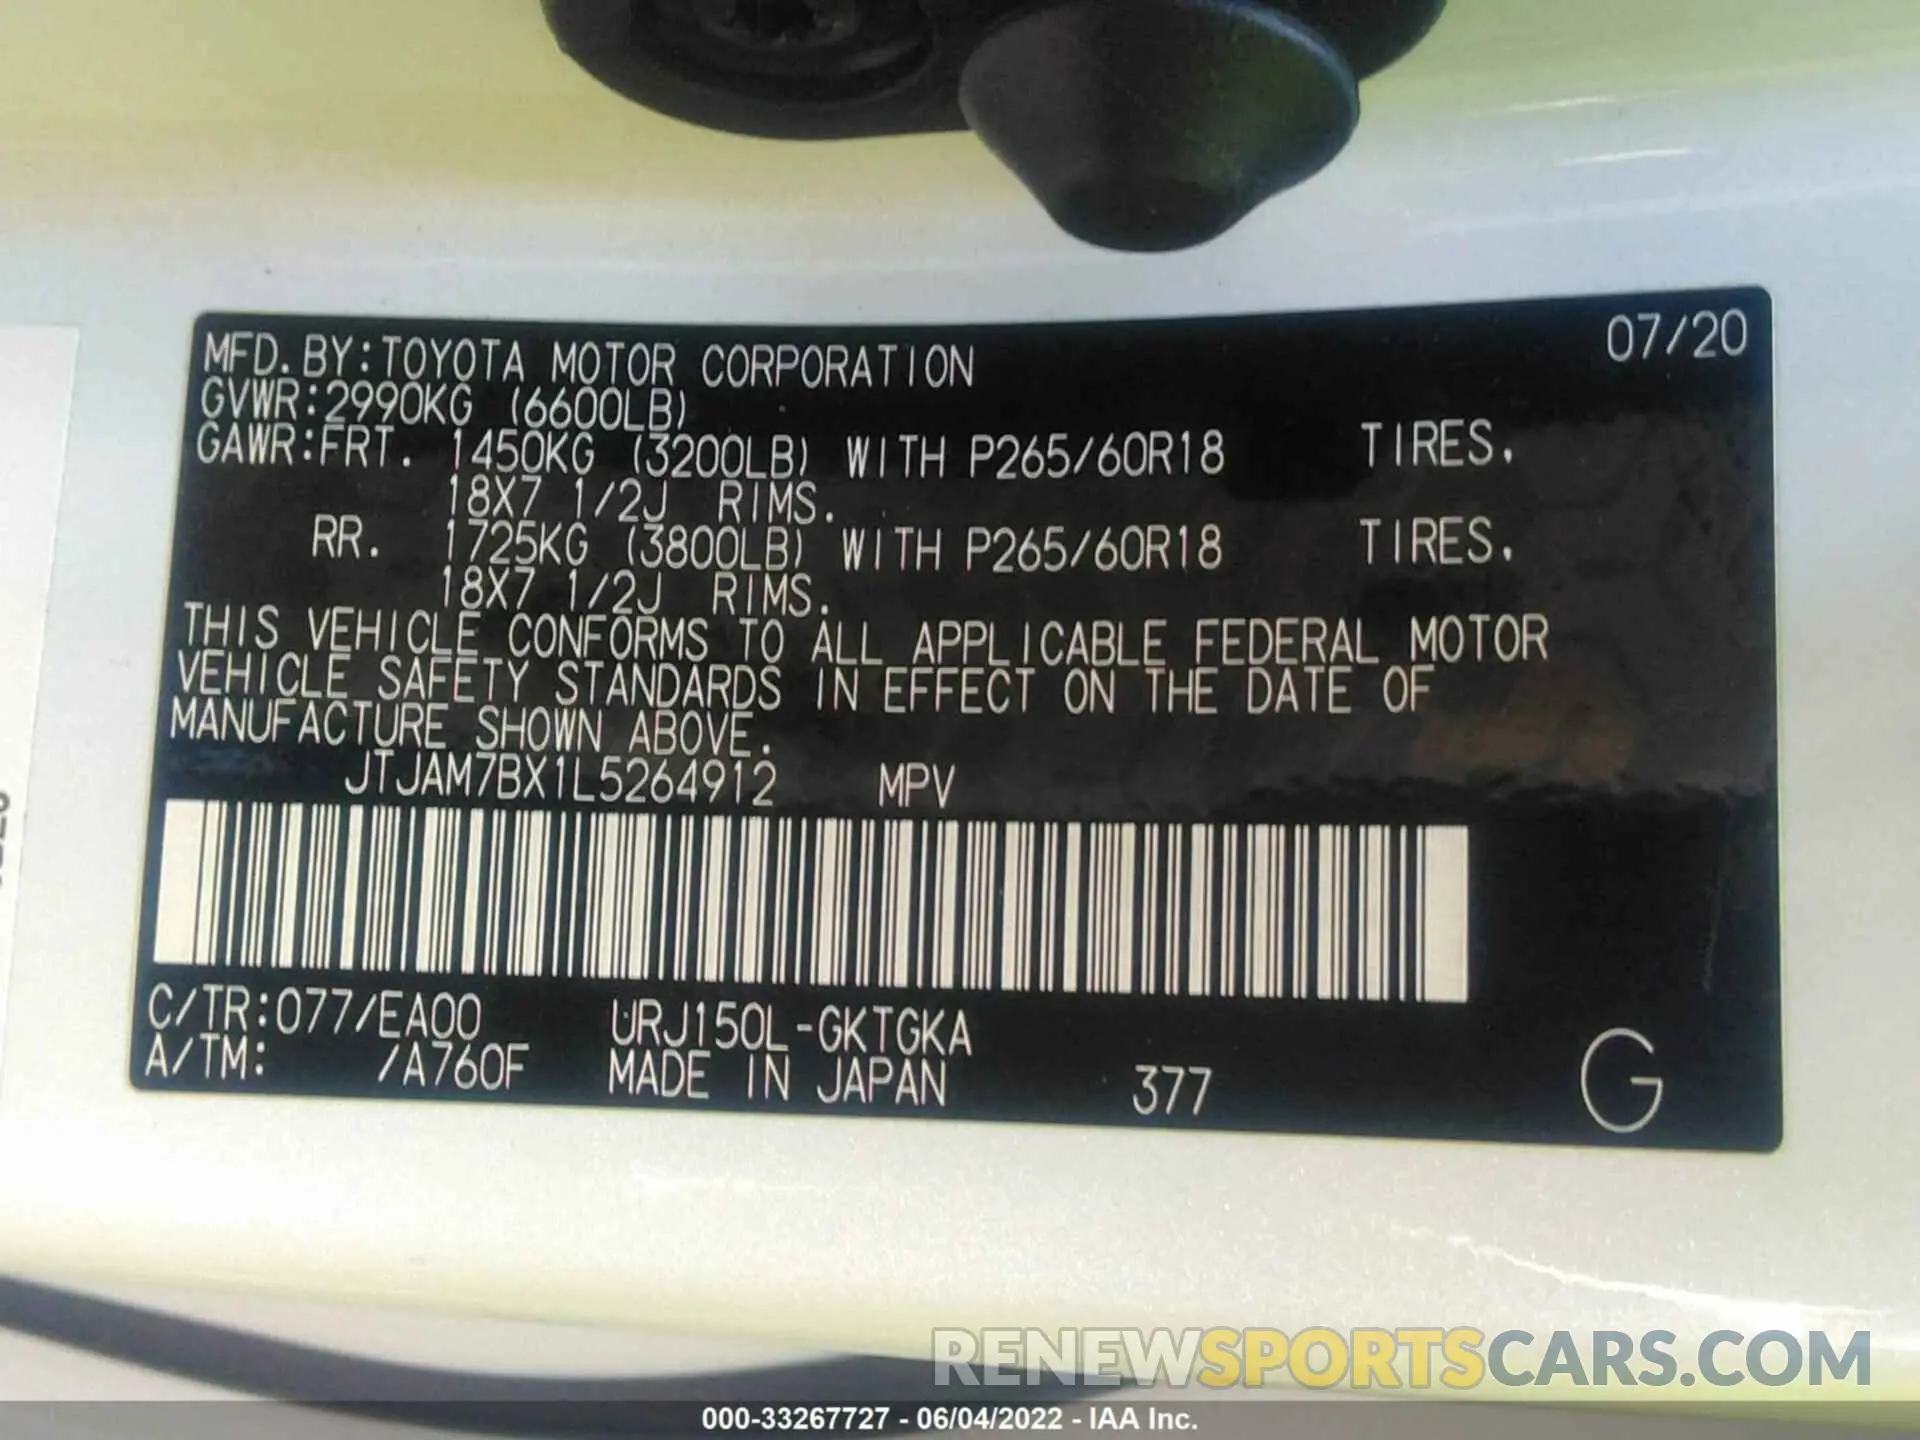 MFD. BY:TOYOTA MOTOR CORPORATION 07/20
GVWR:2990KG (6600LB)
GAWR:FRT. 1450KG (3200LB) WITH P265/60R18 TIRES.
18X7 1/2J RIMS.
RR. 1725KG (3800LB) WITH P265/60R18 TIRES.
18X7 1/2J RIMS.
THIS VEHICLE CONFORMS TO ALL APPLICABLE FEDERAL MOTOR
VEHICLE SAFETY STANDARDS IN EFFECT ON THE DATE OF
MANUFACTURE SHOWN ABOVE.
JTJAM7BX1L5264912 MPV
C/TR:077/EA00 URJ150L-GKTGKA
A/TM: /A760F MADE IN JAPAN 377 G
RENEWSPORTSCARS.COM
000-33267727 - 06/04/2022 - IAA Inc.